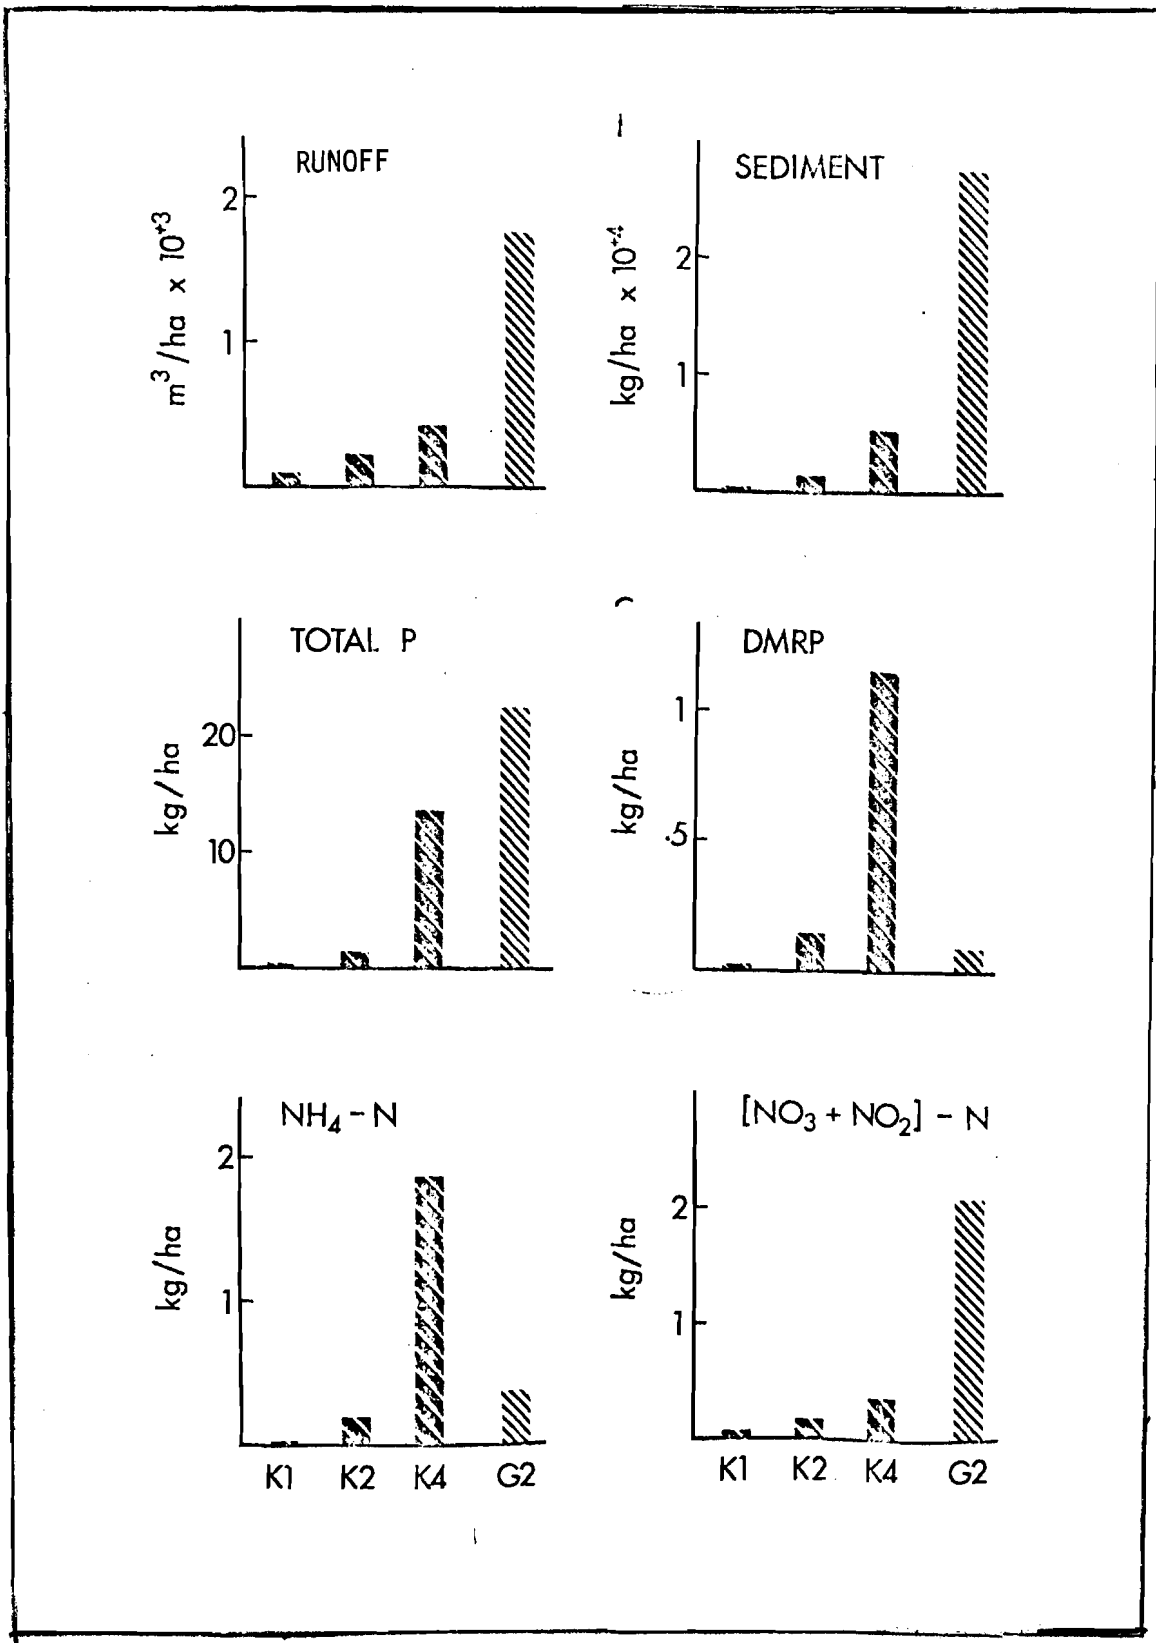 RUNOFF
2
1
m³/ha x 10⁺³
SEDIMENT
2
1
kg/ha x 10⁺⁴
TOTAL P
20
10
kg/ha
DMRP
1
.5
kg/ha
NH₄ – N
2
1
kg/ha
K1 K2 K4 G2
[NO₃ + NO₂] – N
2
1
kg/ha
K1 K2 K4 G2